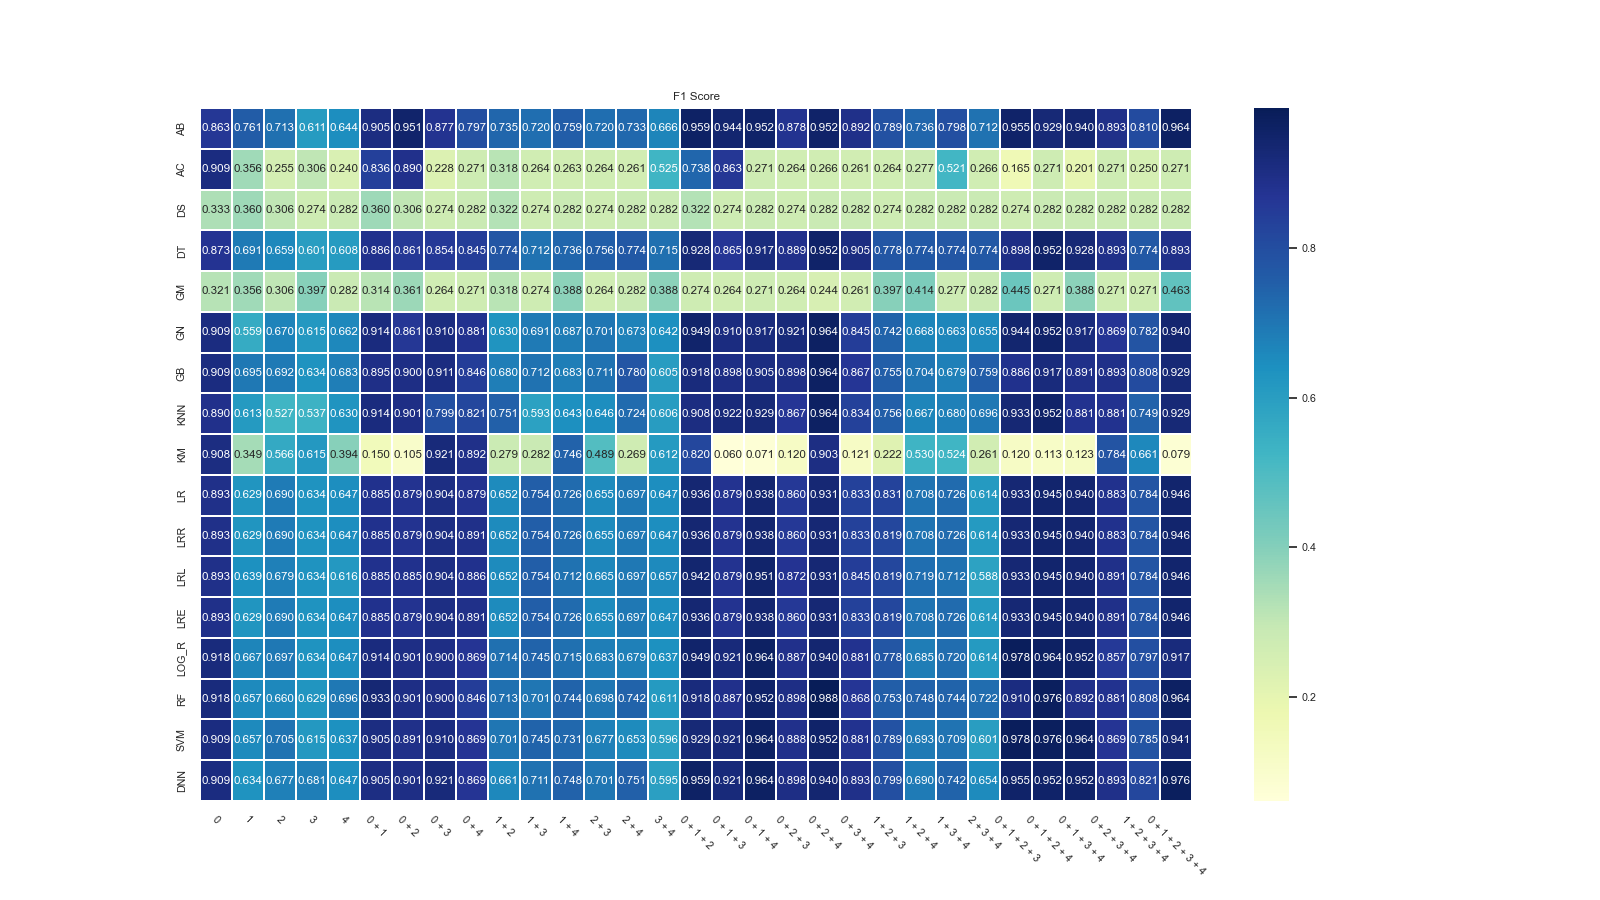 F1 Score
AB 0.863 0.761 0.713 0.611 0.644 0.905 0.951 0.877 0.797 0.735 0.720 0.759 0.720 0.733 0.666 0.959 0.944 0.952 0.878 0.952 0.892 0.789 0.736 0.798 0.712 0.955 0.929 0.940 0.893 0.810 0.964
AC 0.909 0.356 0.255 0.306 0.240 0.836 0.890 0.228 0.271 0.318 0.264 0.263 0.264 0.261 0.525 0.738 0.863 0.271 0.264 0.266 0.261 0.264 0.277 0.521 0.266 0.165 0.271 0.201 0.271 0.250 0.271
DS 0.333 0.360 0.306 0.274 0.282 0.360 0.306 0.274 0.282 0.322 0.274 0.282 0.274 0.282 0.282 0.322 0.274 0.282 0.274 0.282 0.282 0.274 0.282 0.282 0.282 0.274 0.282 0.282 0.282 0.282 0.282
DT 0.873 0.691 0.659 0.601 0.608 0.886 0.861 0.854 0.845 0.774 0.712 0.736 0.756 0.774 0.715 0.928 0.865 0.917 0.889 0.952 0.905 0.778 0.774 0.774 0.774 0.898 0.952 0.928 0.893 0.774 0.893
0.8
GM 0.321 0.356 0.306 0.397 0.282 0.314 0.361 0.264 0.271 0.318 0.274 0.388 0.264 0.282 0.388 0.274 0.264 0.271 0.264 0.244 0.261 0.397 0.414 0.277 0.282 0.445 0.271 0.388 0.271 0.271 0.463
GN 0.909 0.559 0.670 0.615 0.662 0.914 0.861 0.910 0.881 0.630 0.691 0.687 0.701 0.673 0.642 0.949 0.910 0.917 0.921 0.964 0.845 0.742 0.668 0.663 0.655 0.944 0.952 0.917 0.869 0.782 0.940
GB 0.909 0.695 0.692 0.634 0.683 0.895 0.900 0.911 0.846 0.680 0.712 0.683 0.711 0.780 0.605 0.918 0.898 0.905 0.898 0.964 0.867 0.755 0.704 0.679 0.759 0.886 0.917 0.891 0.893 0.808 0.929
0.6
KNN 0.890 0.613 0.527 0.537 0.630 0.914 0.901 0.799 0.821 0.751 0.593 0.643 0.646 0.724 0.606 0.908 0.922 0.929 0.867 0.964 0.834 0.756 0.667 0.680 0.696 0.933 0.952 0.881 0.881 0.749 0.929
KM 0.908 0.349 0.566 0.615 0.394 0.150 0.105 0.921 0.892 0.279 0.282 0.746 0.489 0.269 0.612 0.820 0.060 0.071 0.120 0.903 0.121 0.222 0.530 0.524 0.261 0.120 0.113 0.123 0.784 0.661 0.079
LR 0.893 0.629 0.690 0.634 0.647 0.885 0.879 0.904 0.879 0.652 0.754 0.726 0.655 0.697 0.647 0.936 0.879 0.938 0.860 0.931 0.833 0.831 0.708 0.726 0.614 0.933 0.945 0.940 0.883 0.784 0.946
LRR 0.893 0.629 0.690 0.634 0.647 0.885 0.879 0.904 0.891 0.652 0.754 0.726 0.655 0.697 0.647 0.936 0.879 0.938 0.860 0.931 0.833 0.819 0.708 0.726 0.614 0.933 0.945 0.940 0.883 0.784 0.946
0.4
LRL 0.893 0.639 0.679 0.634 0.616 0.885 0.885 0.904 0.886 0.652 0.754 0.712 0.665 0.697 0.657 0.942 0.879 0.951 0.872 0.931 0.845 0.819 0.719 0.712 0.588 0.933 0.945 0.940 0.891 0.784 0.946
LRE 0.893 0.629 0.690 0.634 0.647 0.885 0.879 0.904 0.891 0.652 0.754 0.726 0.655 0.697 0.647 0.936 0.879 0.938 0.860 0.931 0.833 0.819 0.708 0.726 0.614 0.933 0.945 0.940 0.891 0.784 0.946
LOG_R 0.918 0.667 0.697 0.634 0.647 0.914 0.901 0.900 0.869 0.714 0.745 0.715 0.683 0.679 0.637 0.949 0.921 0.964 0.887 0.940 0.881 0.778 0.685 0.720 0.614 0.978 0.964 0.952 0.857 0.797 0.917
RF 0.918 0.657 0.660 0.629 0.696 0.933 0.901 0.900 0.846 0.713 0.701 0.744 0.698 0.742 0.611 0.918 0.887 0.952 0.898 0.988 0.868 0.753 0.748 0.744 0.722 0.910 0.976 0.892 0.881 0.808 0.964
0.2
SVM 0.909 0.657 0.705 0.615 0.637 0.905 0.891 0.910 0.869 0.701 0.745 0.731 0.677 0.653 0.596 0.929 0.921 0.964 0.888 0.952 0.881 0.789 0.693 0.709 0.601 0.978 0.976 0.964 0.869 0.785 0.941
DNN 0.909 0.634 0.677 0.681 0.647 0.905 0.901 0.921 0.869 0.661 0.711 0.748 0.701 0.751 0.595 0.959 0.921 0.964 0.898 0.940 0.893 0.799 0.690 0.742 0.654 0.955 0.952 0.952 0.893 0.821 0.976
0
1
2
3
4
0 + 1
0 + 2
0 + 3
0 + 4
1 + 2
1 + 3
1 + 4
2 + 3
2 + 4
3 + 4
0 + 1 + 2
0 + 1 + 3
0 + 1 + 4
0 + 2 + 3
0 + 2 + 4
0 + 3 + 4
1 + 2 + 3
1 + 2 + 4
1 + 3 + 4
2 + 3 + 4
0 + 1 + 2 + 3
0 + 1 + 2 + 4
0 + 1 + 3 + 4
0 + 2 + 3 + 4
1 + 2 + 3 + 4
0 + 1 + 2 + 3 + 4